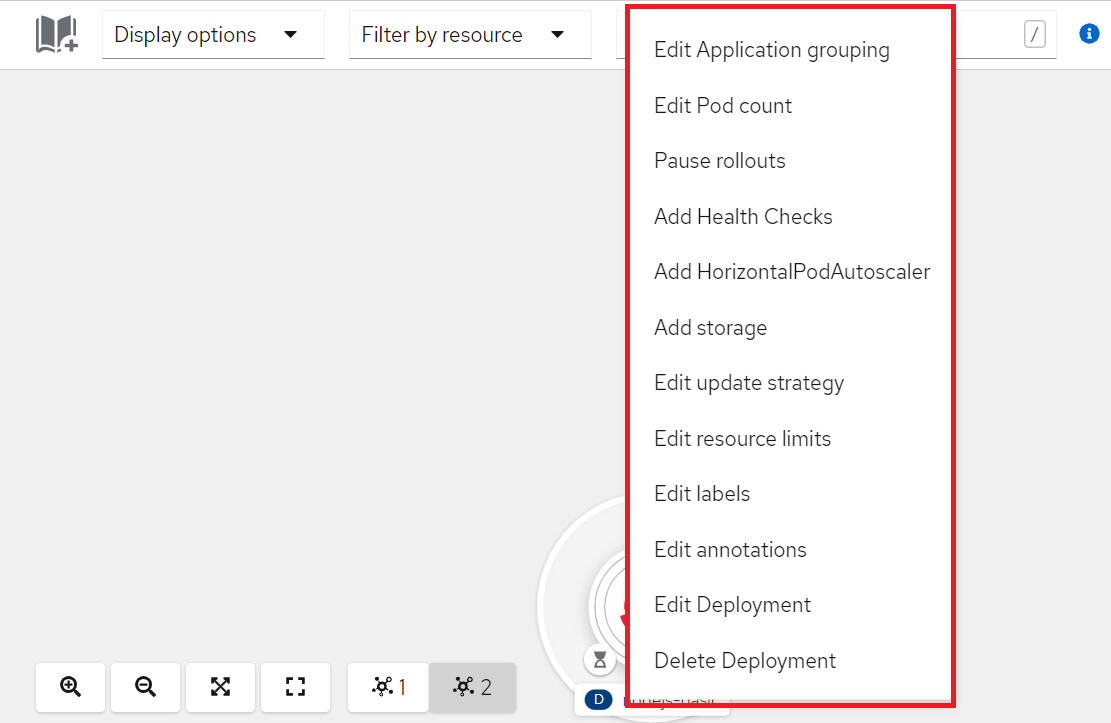 Display options
Filter by resource
/
Edit Application grouping
Edit Pod count
Pause rollouts
Add Health Checks
Add HorizontalPodAutoscaler
Add storage
Edit update strategy
Edit resource limits
Edit labels
Edit annotations
Edit Deployment
Delete Deployment
1
2
D